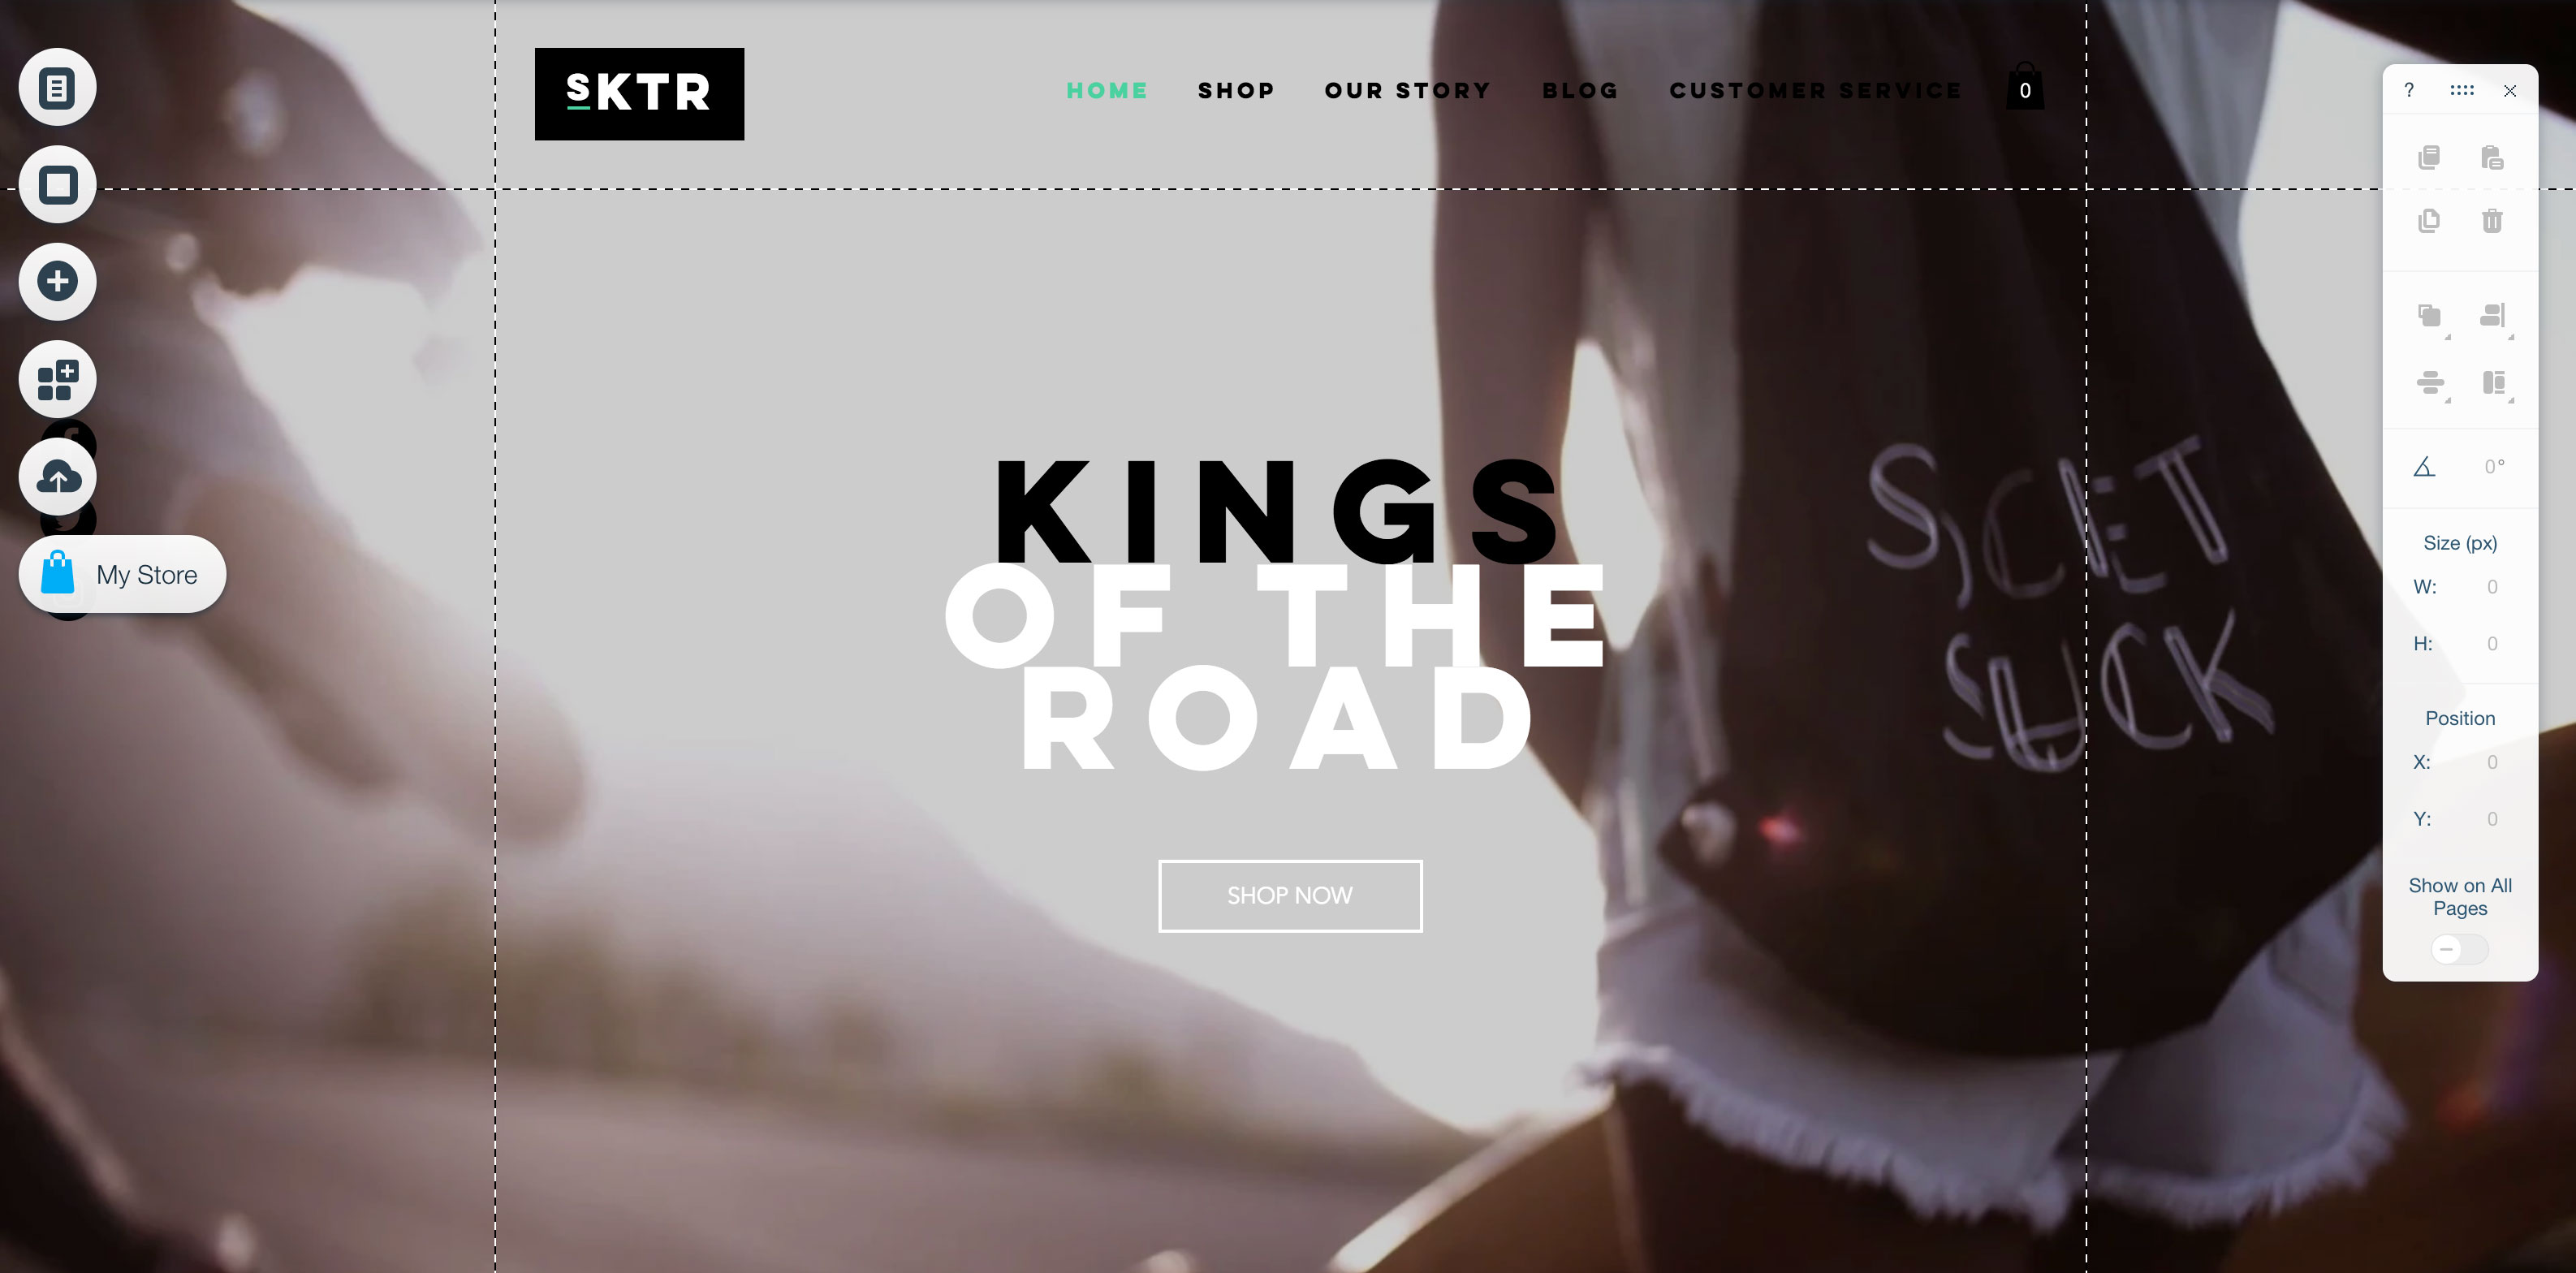 SKTR
HOME SHOP OUR STORY BLOG CUSTOMER SERVICE 0
KINGS
OF THE
ROAD
SHOP NOW
My Store
?
0°
Size (px)
W: 0
H: 0
Position
X: 0
Y: 0
Show on All
Pages
SUCK